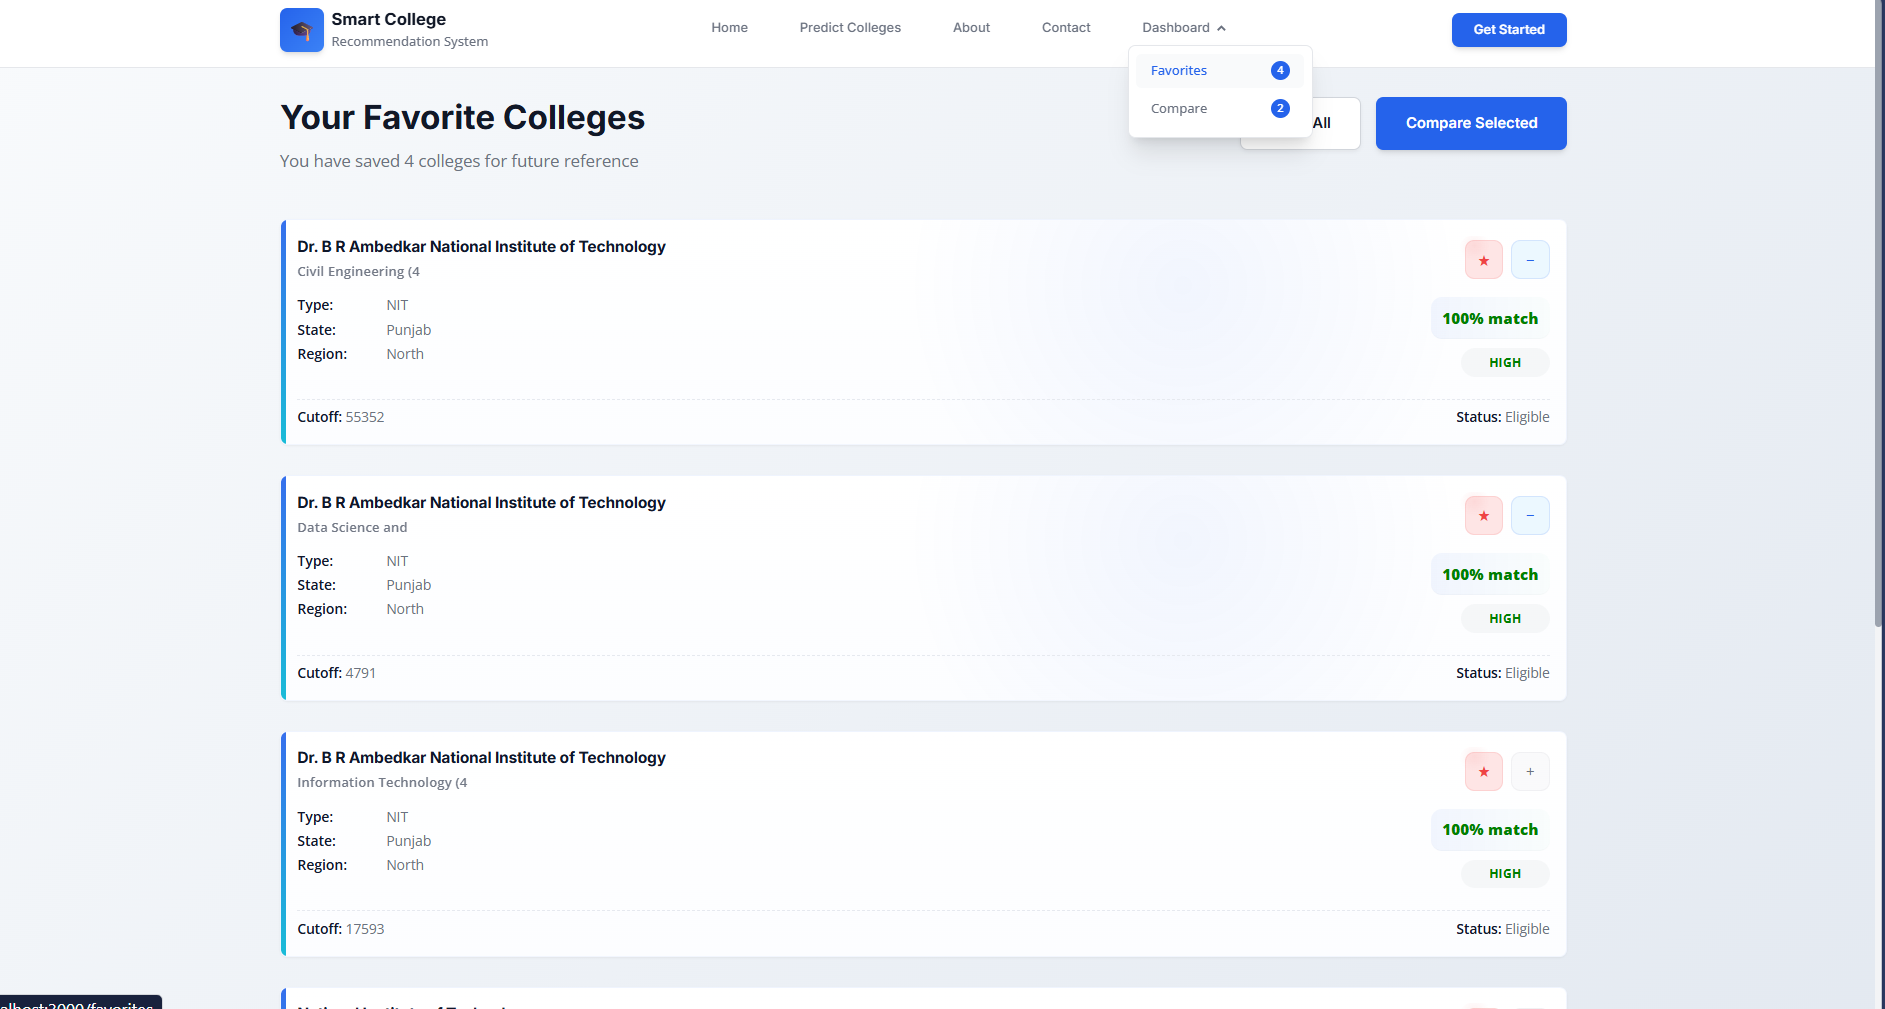 Smart College
Recommendation System
Home
Predict Colleges
About
Contact
Dashboard
Get Started
Favorites 4
Compare 2
Your Favorite Colleges
You have saved 4 colleges for future reference
All
Compare Selected
Dr. B R Ambedkar National Institute of Technology
Civil Engineering (4
Type: NIT
State: Punjab
Region: North
★ −
100% match
HIGH
Cutoff: 55352
Status: Eligible
Dr. B R Ambedkar National Institute of Technology
Data Science and
Type: NIT
State: Punjab
Region: North
★ −
100% match
HIGH
Cutoff: 4791
Status: Eligible
Dr. B R Ambedkar National Institute of Technology
Information Technology (4
Type: NIT
State: Punjab
Region: North
★ +
100% match
HIGH
Cutoff: 17593
Status: Eligible